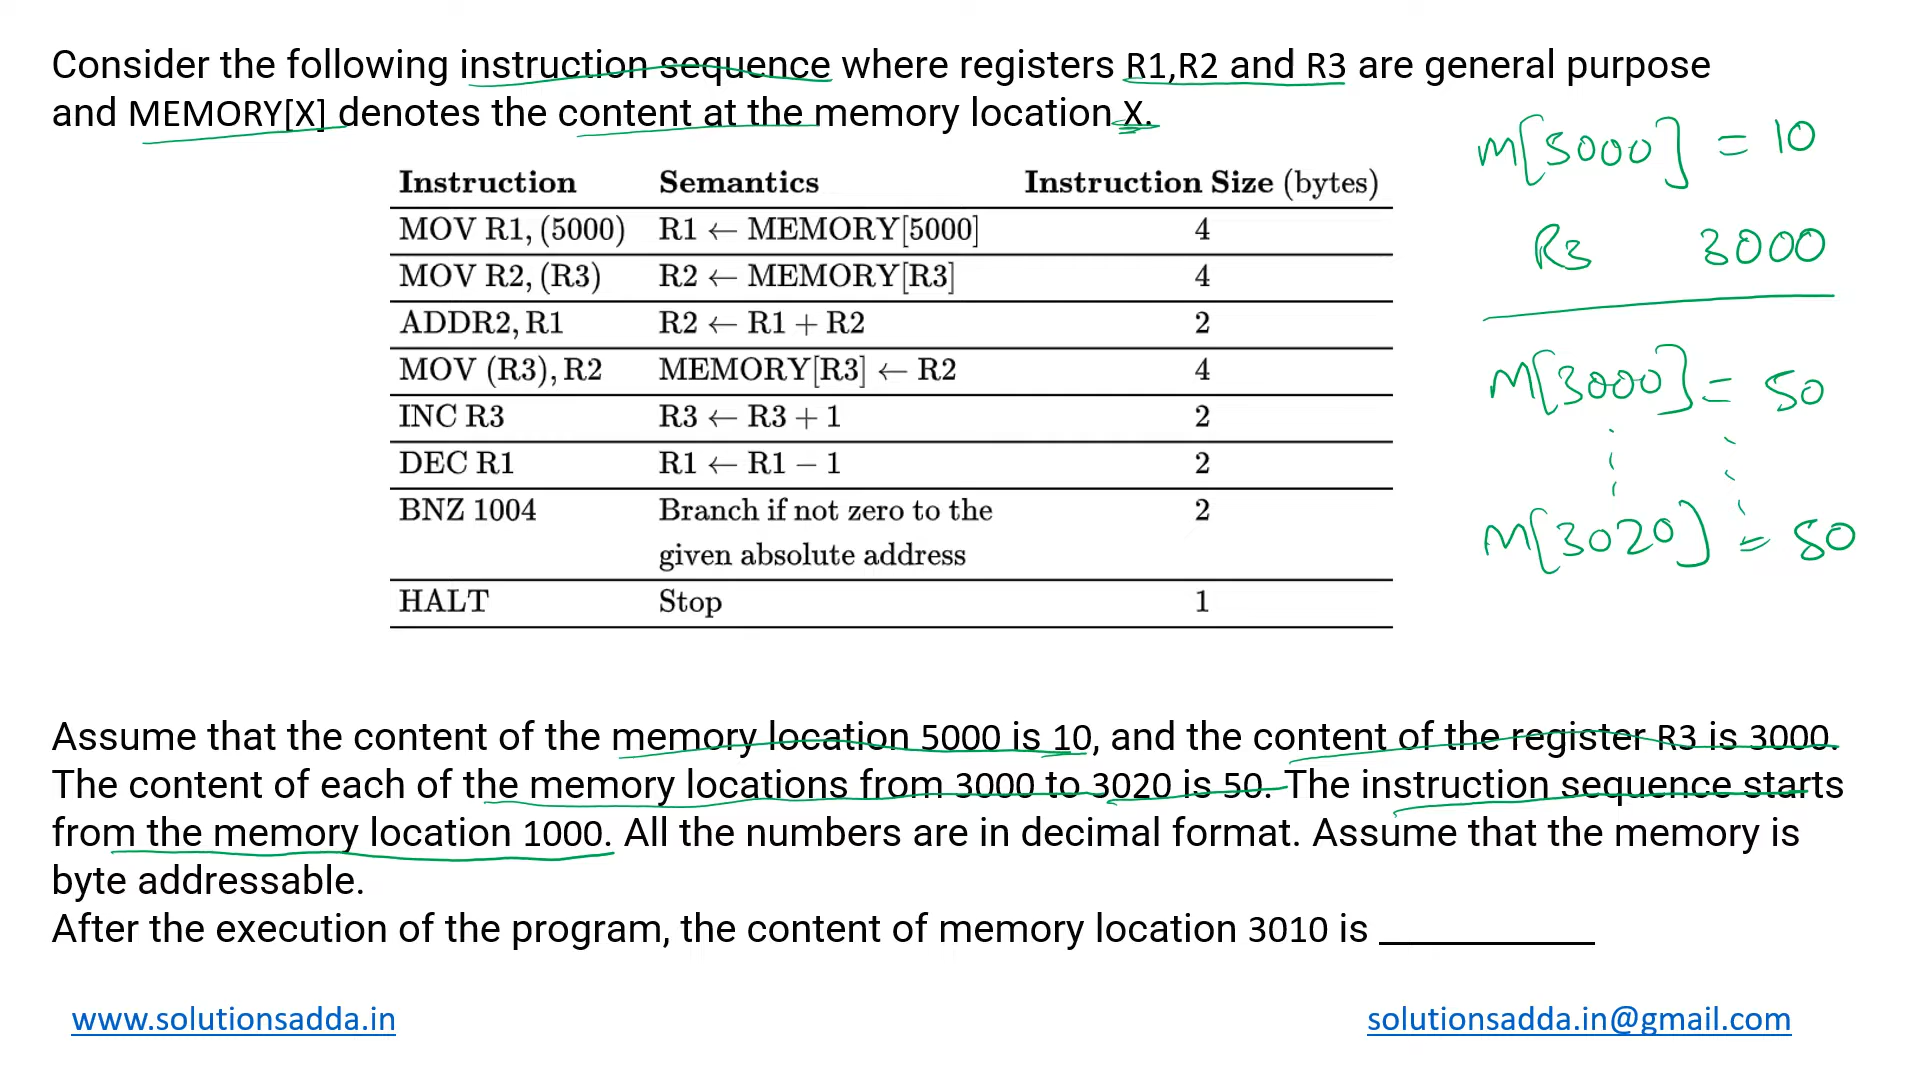 Consider the following instruction sequence where registers R1,R2 and R3 are general purpose
and MEMORY[X] denotes the content at the memory location X.
M[5000] = 10
R3 3000
M[3000] = 50
M[3020] = 50
Instruction Semantics Instruction Size (bytes)
MOV R1, (5000) R1 ← MEMORY[5000] 4
MOV R2, (R3) R2 ← MEMORY[R3] 4
ADDR2, R1 R2 ← R1 + R2 2
MOV (R3), R2 MEMORY[R3] ← R2 4
INC R3 R3 ← R3 + 1 2
DEC R1 R1 ← R1 − 1 2
BNZ 1004 Branch if not zero to the 2
given absolute address
HALT Stop 1
Assume that the content of the memory location 5000 is 10, and the content of the register R3 is 3000.
The content of each of the memory locations from 3000 to 3020 is 50. The instruction sequence starts
from the memory location 1000. All the numbers are in decimal format. Assume that the memory is
byte addressable.
After the execution of the program, the content of memory location 3010 is ___________
www.solutionsadda.in solutionsadda.in@gmail.com